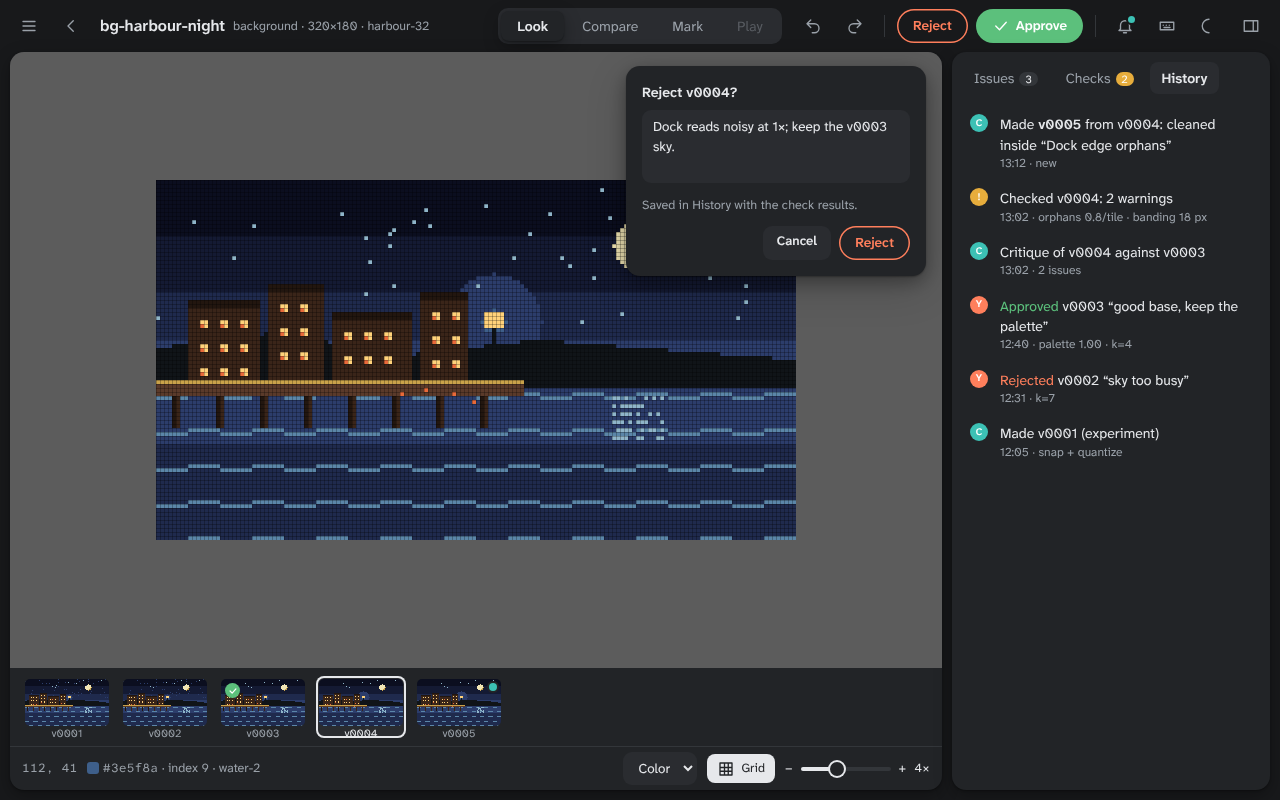 bg-harbour-night background · 320×180 · harbour-32
Look Compare Mark Play
Reject Approve
Reject v0004?
Dock reads noisy at 1×; keep the v0003
sky.
Saved in History with the check results.
Cancel Reject
Issues 3 Checks 2 History
C Made v0005 from v0004: cleaned
inside “Dock edge orphans”
13:12 · new
! Checked v0004: 2 warnings
13:02 · orphans 0.8/tile · banding 18 px
C Critique of v0004 against v0003
13:02 · 2 issues
Y Approved v0003 “good base, keep the
palette”
12:40 · palette 1.00 · k=4
Y Rejected v0002 “sky too busy”
12:31 · k=7
C Made v0001 (experiment)
12:05 · snap + quantize
v0001 v0002 v0003 v0004 v0005
112, 41 #3e5f8a · index 9 · water-2
Color Grid − + 4×